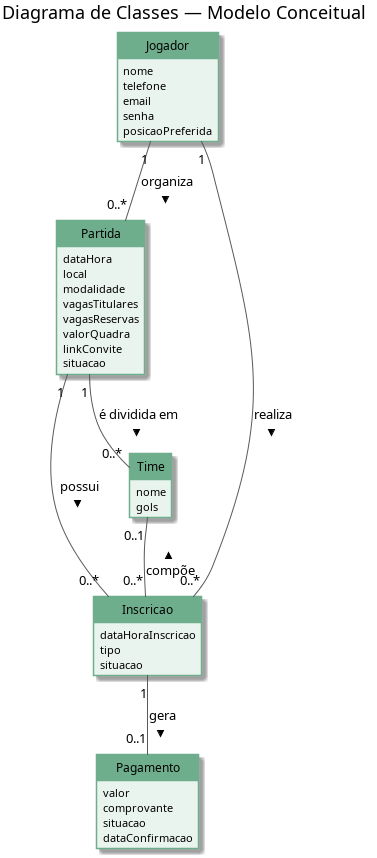 Diagrama de Classes — Modelo Conceitual
Jogador
nome
telefone
email
senha
posicaoPreferida
1
1
organiza
▼
0..*
Partida
dataHora
local
modalidade
vagasTitulares
vagasReservas
valorQuadra
linkConvite
situacao
1
1
é dividida em
▼
realiza
▼
0..*
Time
nome
gols
possui
▼
0..1
▲
compõe
0..*
0..*
0..*
Inscricao
dataHoraInscricao
tipo
situacao
1
gera
▼
0..1
Pagamento
valor
comprovante
situacao
dataConfirmacao